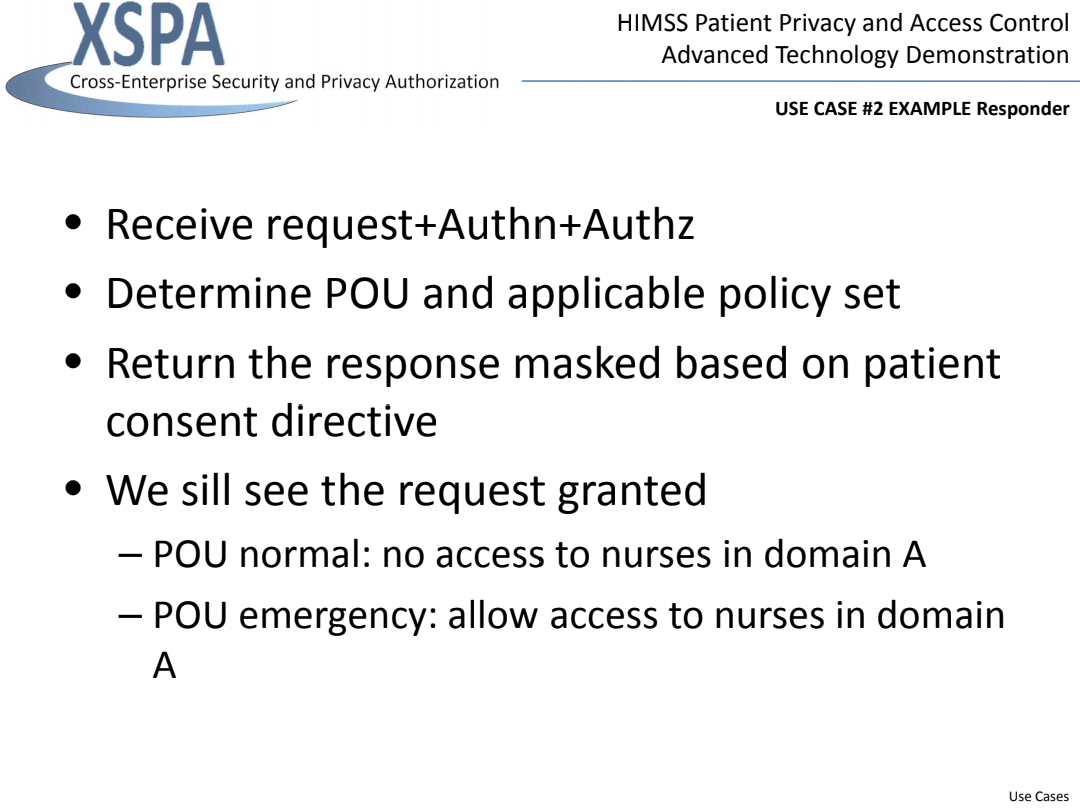 XSPA
Cross-Enterprise Security and Privacy Authorization
HIMSS Patient Privacy and Access Control
Advanced Technology Demonstration
USE CASE #2 EXAMPLE Responder
• Receive request+Authn+Authz
• Determine POU and applicable policy set
• Return the response masked based on patient
consent directive
• We sill see the request granted
– POU normal: no access to nurses in domain A
– POU emergency: allow access to nurses in domain
A
Use Cases